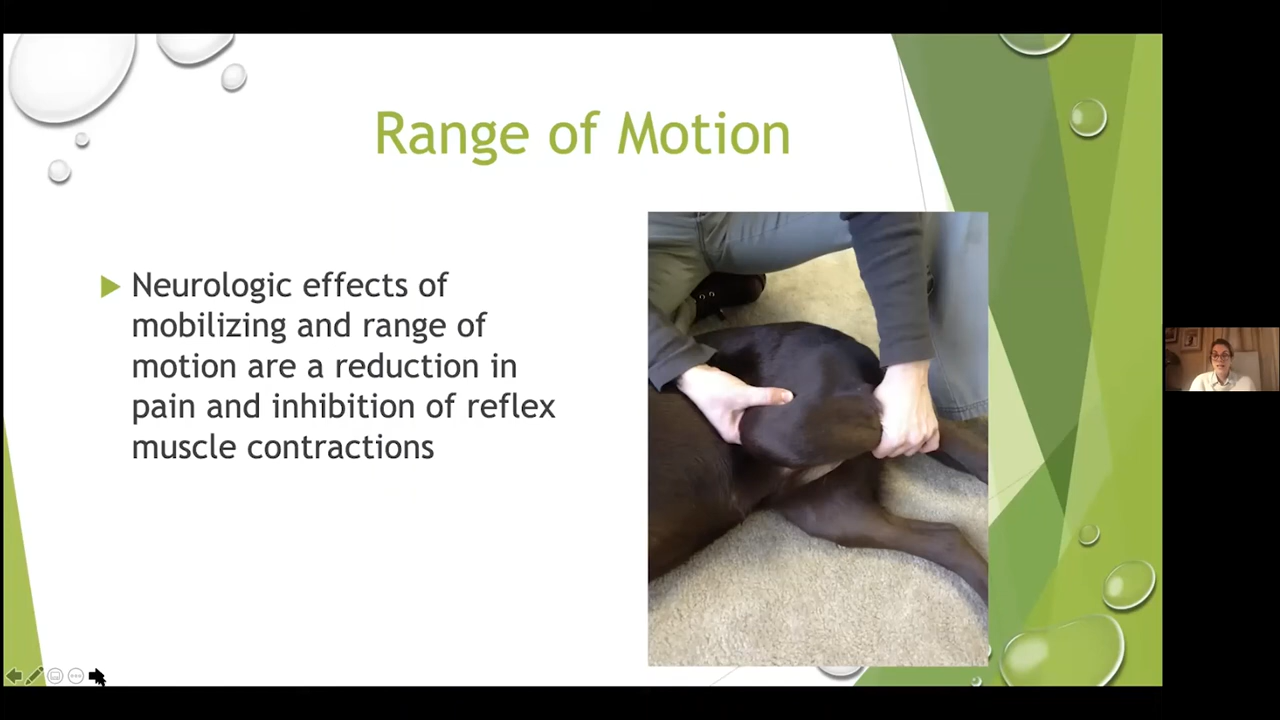 Range of Motion
Neurologic effects of
mobilizing and range of
motion are a reduction in
pain and inhibition of reflex
muscle contractions